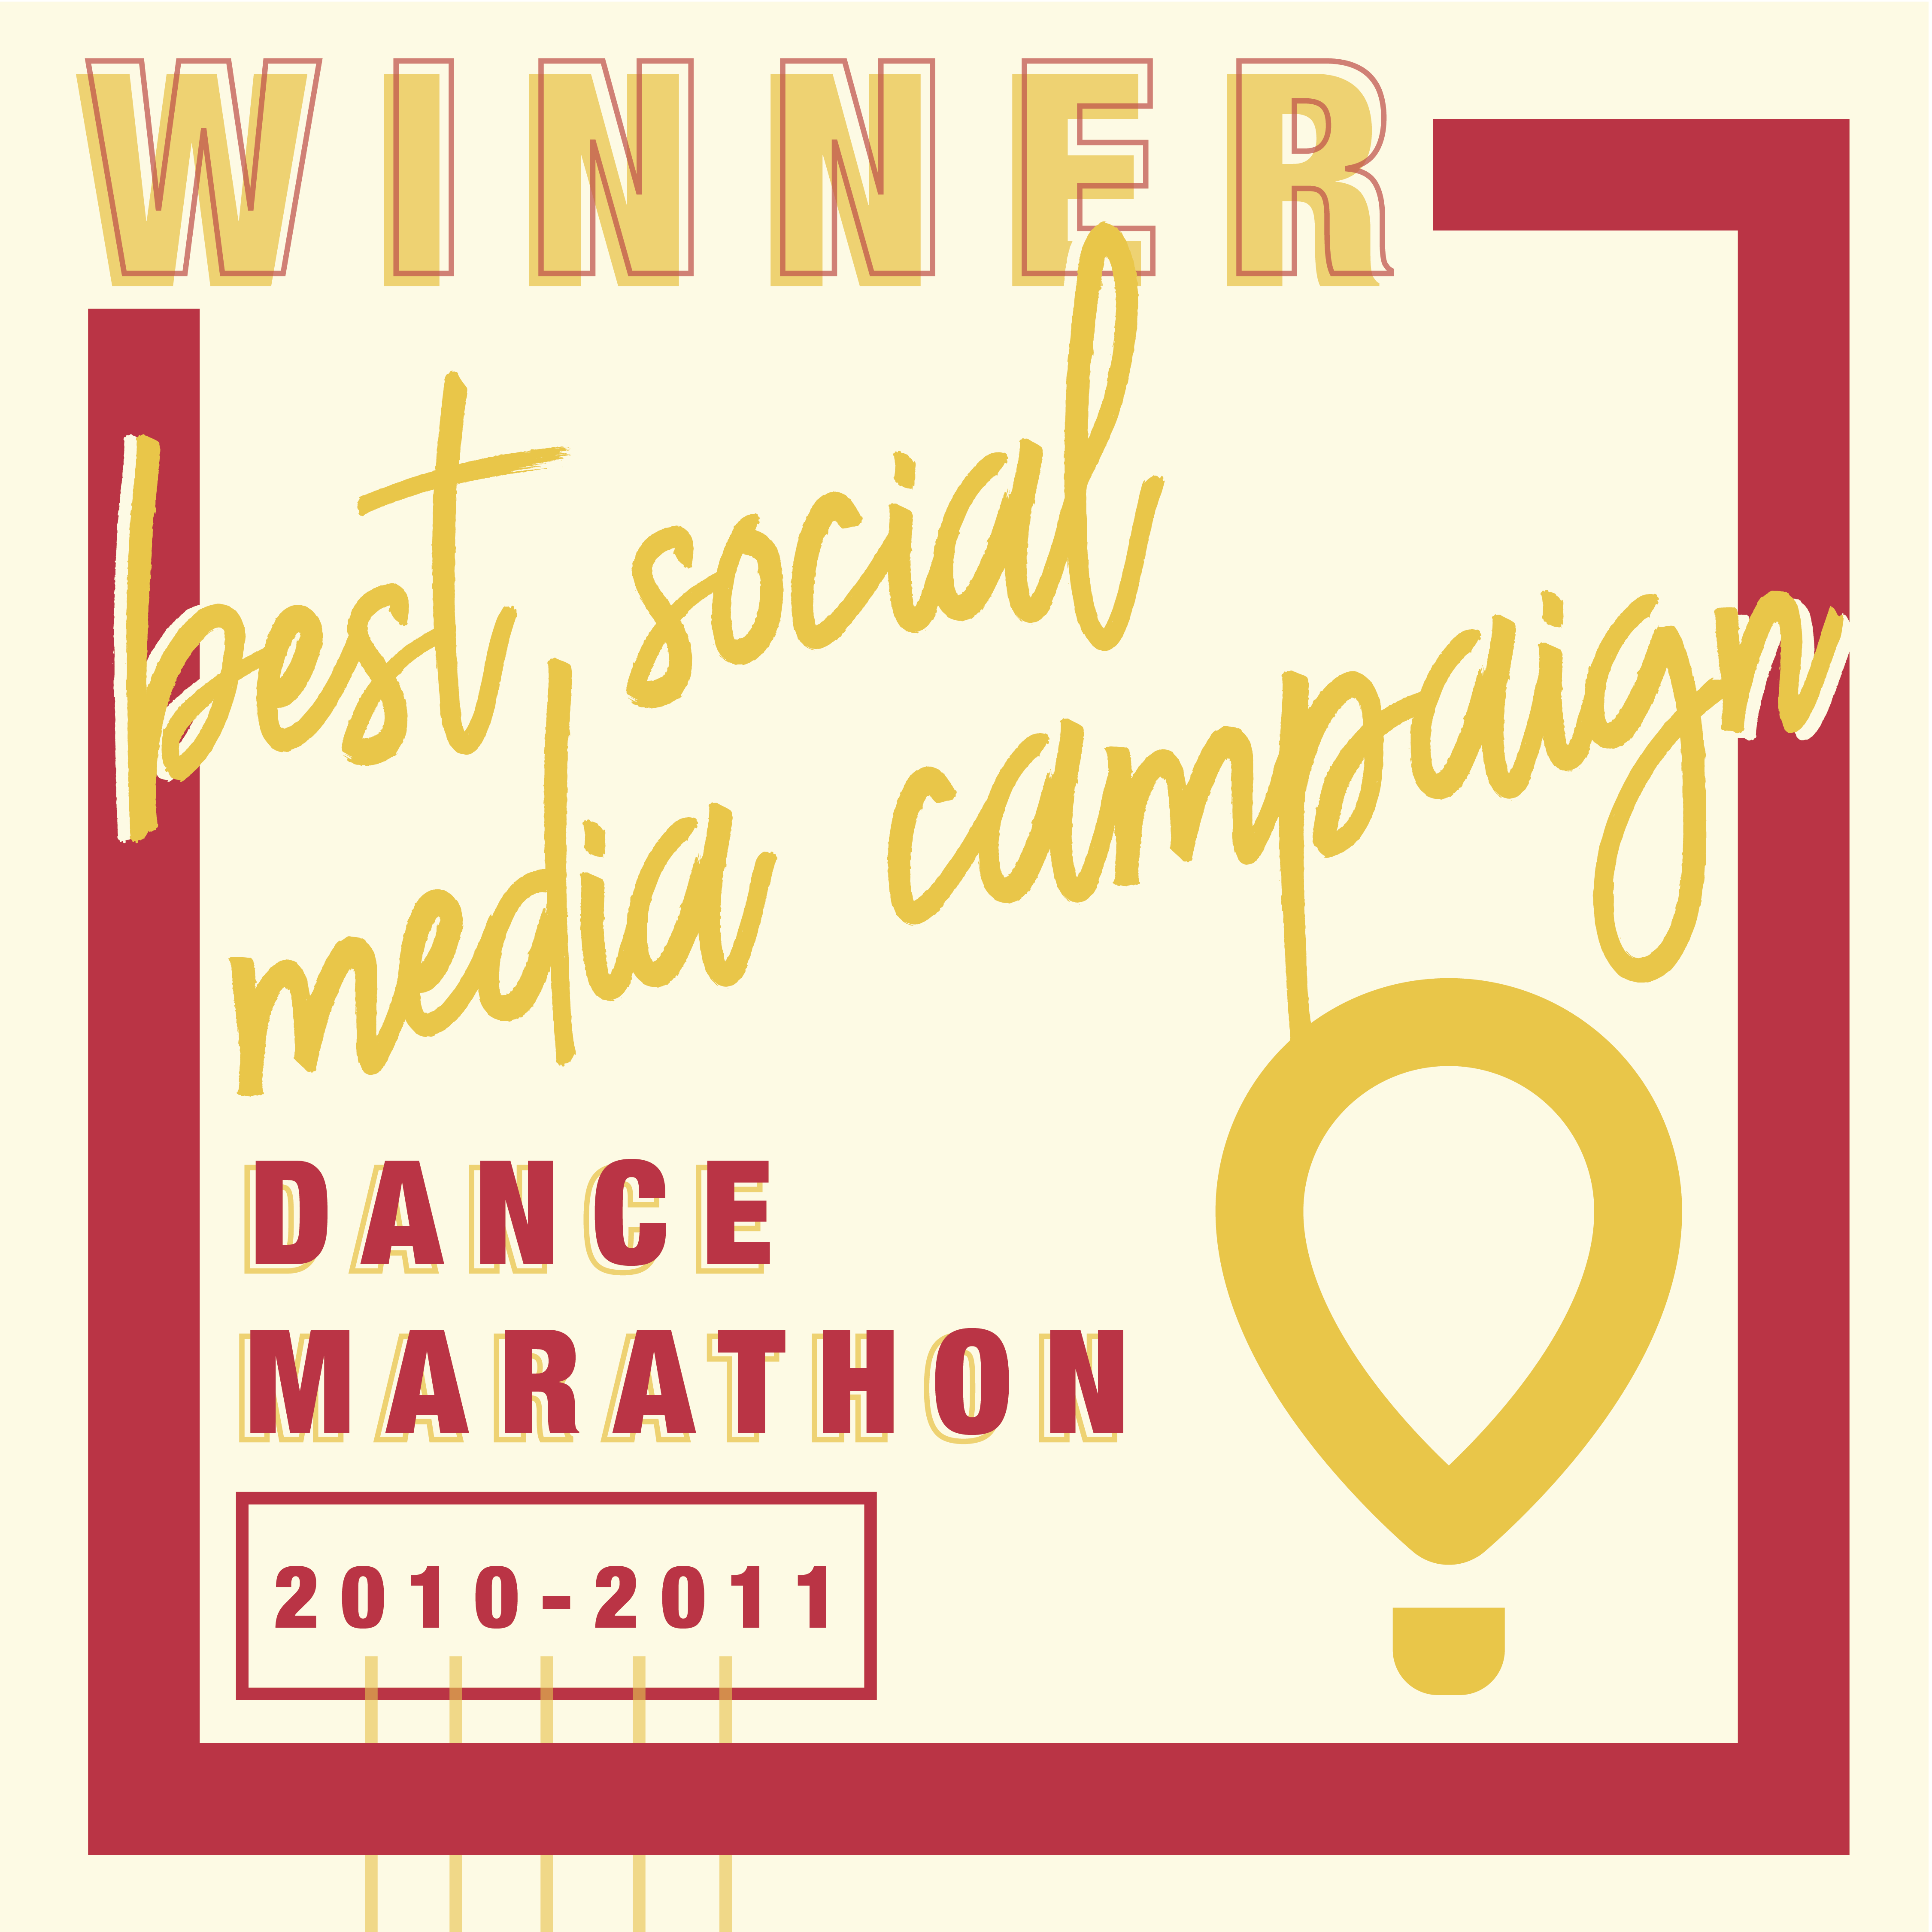 WINNER
best social
media campaign
DANCE
MARATHON
2010-2011